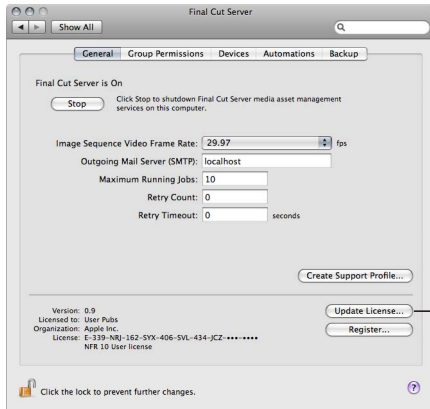 Final Cut Server
Show All
General Group Permissions Devices Automations Backup
Final Cut Server is On
Stop
Click Stop to shutdown Final Cut Server media asset management
services on this computer.
Image Sequence Video Frame Rate: 29.97 fps
Outgoing Mail Server (SMTP): localhost
Maximum Running Jobs: 10
Retry Count: 0
Retry Timeout: 0 seconds
Create Support Profile...
Version: 0.9
Update License...
Licensed to: User Pubs
Organization: Apple Inc.
Register...
License: E-339-NRJ-162-SYX-406-SVL-434-JCZ-•••-••••
NFR 10 User license
Click the lock to prevent further changes.
?